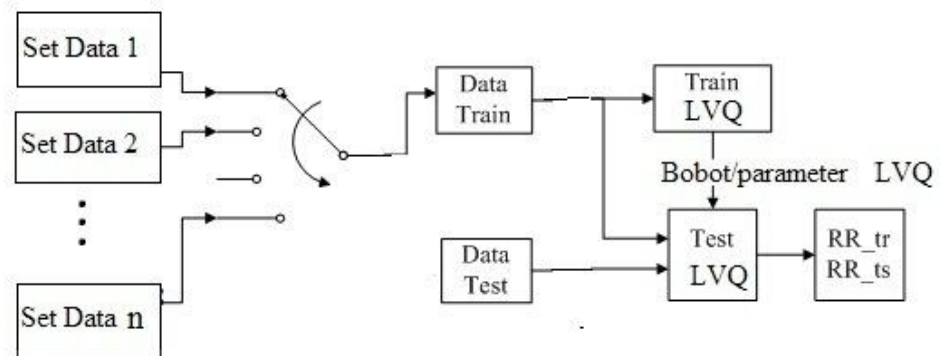 Set Data 1
Set Data 2
Set Data n
Data
Train
Train
LVQ
Bobot/parameter LVQ
Data
Test
Test
LVQ
RR_tr
RR_ts